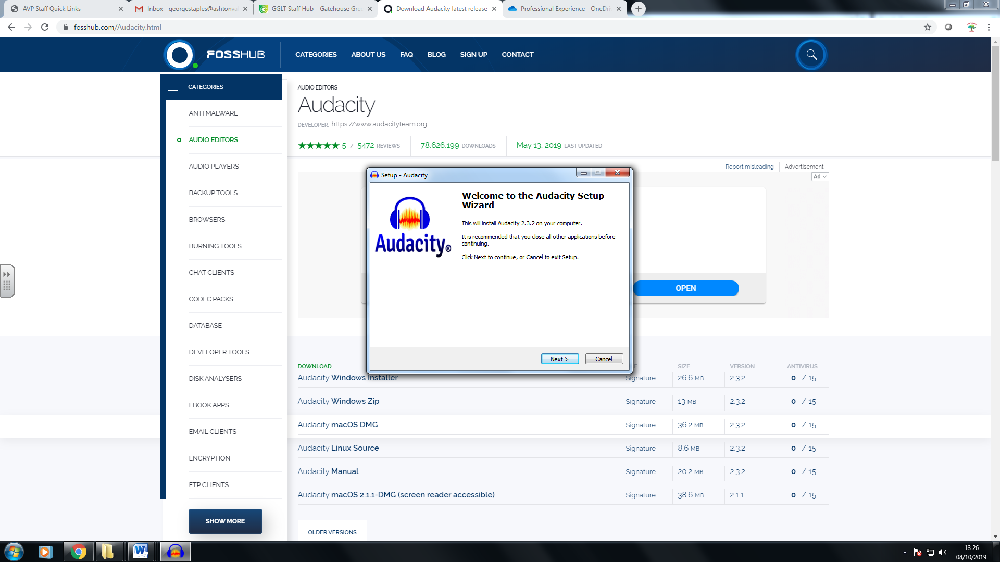 AVP Staff Quick Links
Inbox - georgestaples@ashtonva
GGLT Staff Hub – Gatehouse Gre
Download Audacity latest release
Professional Experience - OneDri
fosshub.com/Audacity.html
FOSSHUB
CATEGORIES ABOUT US FAQ BLOG SIGN UP CONTACT
CATEGORIES
ANTI MALWARE
AUDIO EDITORS
AUDIO PLAYERS
BACKUP TOOLS
BROWSERS
BURNING TOOLS
CHAT CLIENTS
CODEC PACKS
DATABASE
DEVELOPER TOOLS
DISK ANALYSERS
EBOOK APPS
EMAIL CLIENTS
ENCRYPTION
FTP CLIENTS
SHOW MORE
AUDIO EDITORS
Audacity
DEVELOPER: https://www.audacityteam.org
★★★★★ 5 / 5472 REVIEWS 78,626,199 DOWNLOADS May 13, 2019 LAST UPDATED
Report misleading Advertisement
Ad
OPEN
Setup - Audacity
Audacity®
Welcome to the Audacity Setup
Wizard
This will install Audacity 2.3.2 on your computer.
It is recommended that you close all other applications before
continuing.
Click Next to continue, or Cancel to exit Setup.
Next > Cancel
DOWNLOAD SIZE VERSION ANTIVIRUS
Audacity Windows Installer Signature 26.6 MB 2.3.2 0 / 15
Audacity Windows Zip Signature 13 MB 2.3.2 0 / 15
Audacity macOS DMG Signature 36.2 MB 2.3.2 0 / 15
Audacity Linux Source Signature 8.6 MB 2.3.2 0 / 15
Audacity Manual Signature 20.2 MB 2.3.2 0 / 15
Audacity macOS 2.1.1-DMG (screen reader accessible) Signature 38.6 MB 2.1.1 0 / 15
OLDER VERSIONS
13:26
08/10/2019